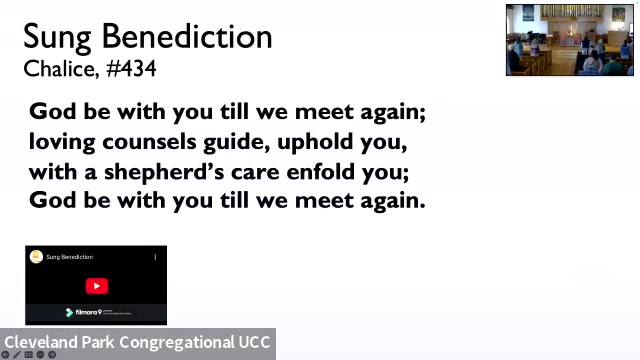 Sung Benediction
Chalice, #434
God be with you till we meet again;
loving counsels guide, uphold you,
with a shepherd's care enfold you;
God be with you till we meet again.
Sung Benediction
filmora9
Cleveland Park Congregational UCC